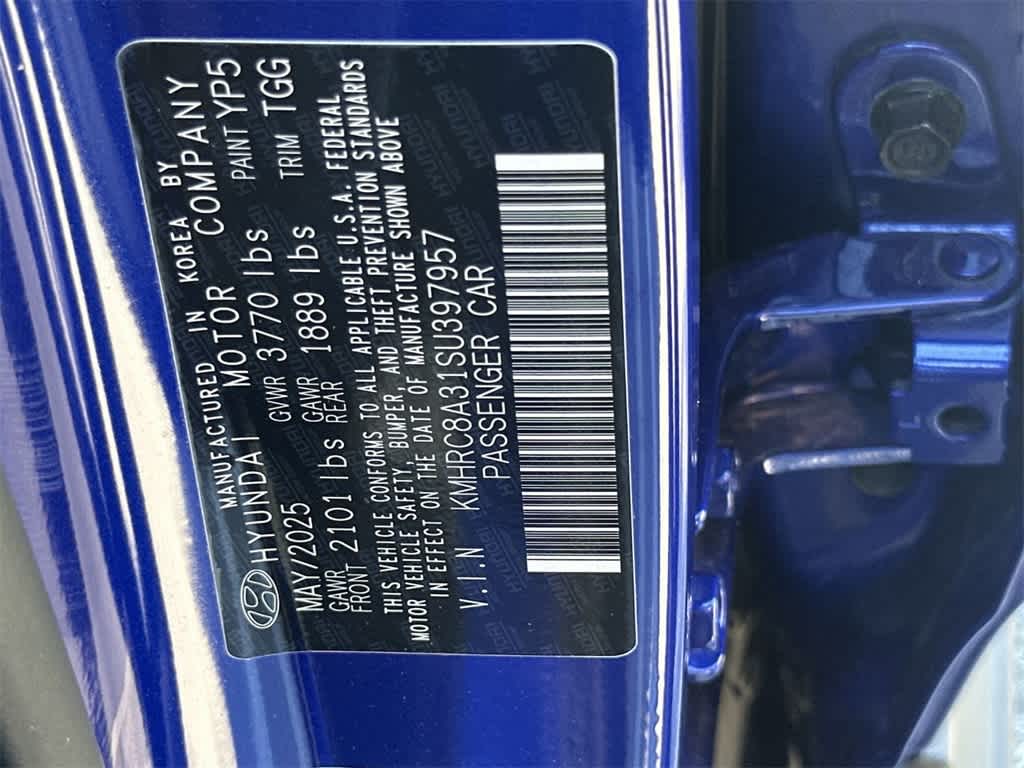 MANUFACTURED IN KOREA BY
HYUNDAI MOTOR COMPANY
MAY/2025 GVWR 3770 lbs PAINT YP5
GAWR FRONT 2101 lbs GAWR REAR 1889 lbs TRIM TGG
THIS VEHICLE CONFORMS TO ALL APPLICABLE U.S.A. FEDERAL
MOTOR VEHICLE SAFETY, BUMPER, AND THEFT PREVENTION STANDARDS
IN EFFECT ON THE DATE OF MANUFACTURE SHOWN ABOVE
V.I.N KMHRC8A31SU397957
PASSENGER CAR